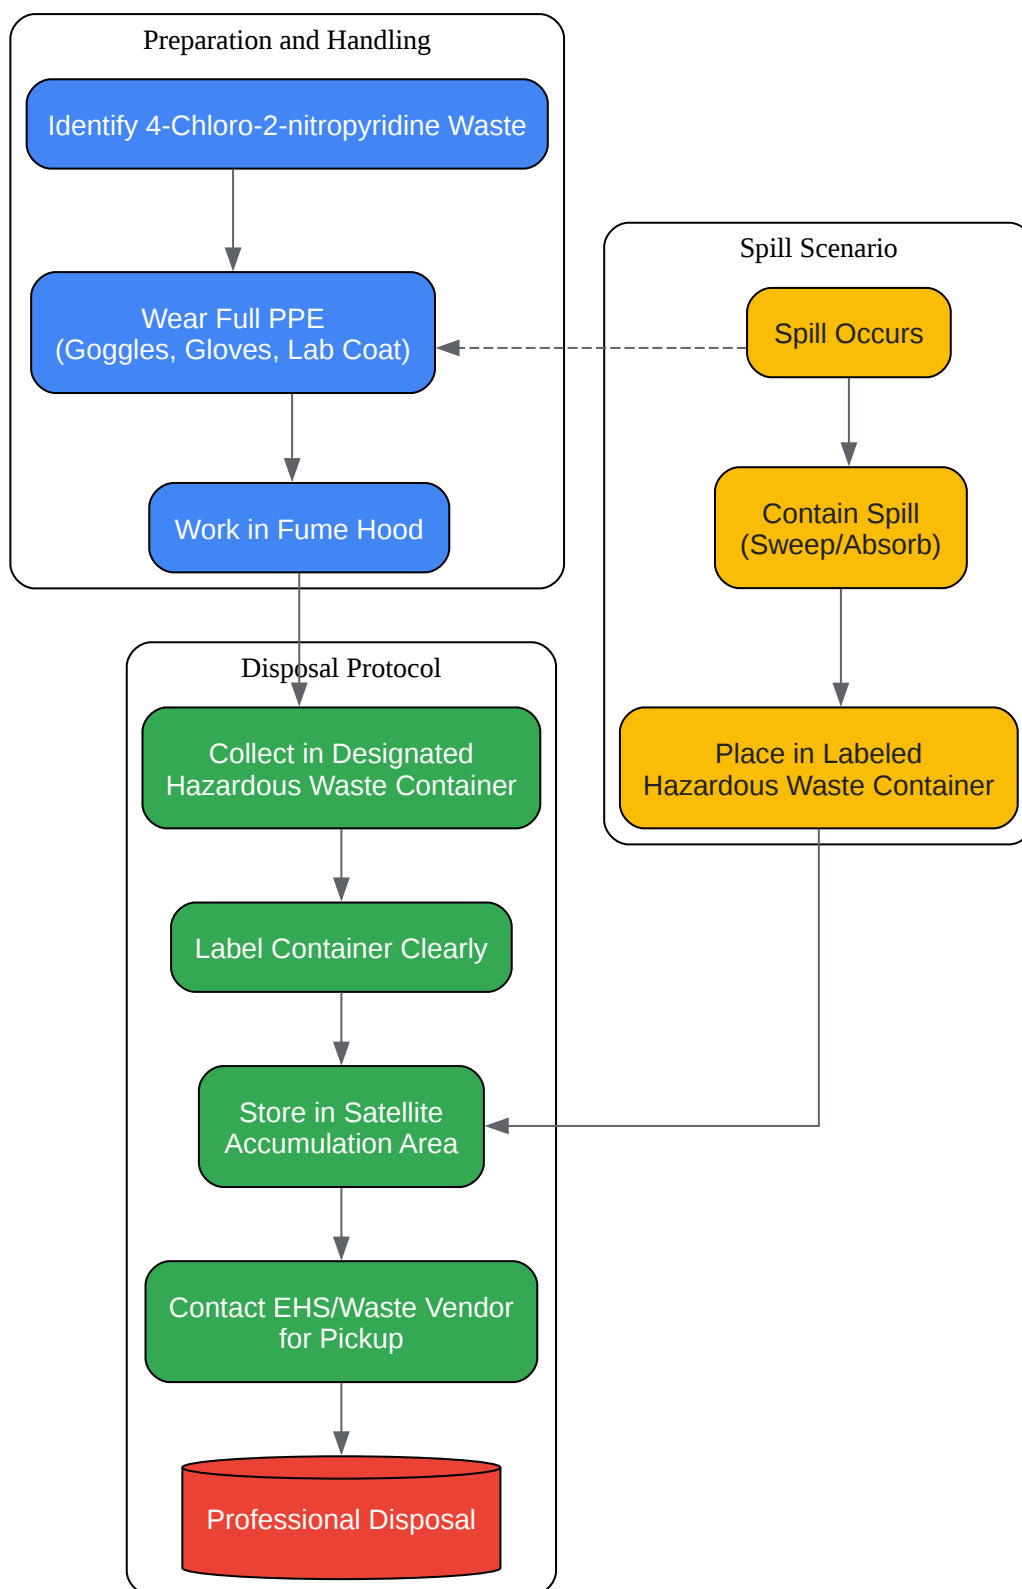 Preparation and Handling
Identify 4-Chloro-2-nitropyridine Waste
Wear Full PPE
(Goggles, Gloves, Lab Coat)
Work in Fume Hood
Spill Scenario
Spill Occurs
Contain Spill
(Sweep/Absorb)
Place in Labeled
Hazardous Waste Container
Disposal Protocol
Collect in Designated
Hazardous Waste Container
Label Container Clearly
Store in Satellite
Accumulation Area
Contact EHS/Waste Vendor
for Pickup
Professional Disposal